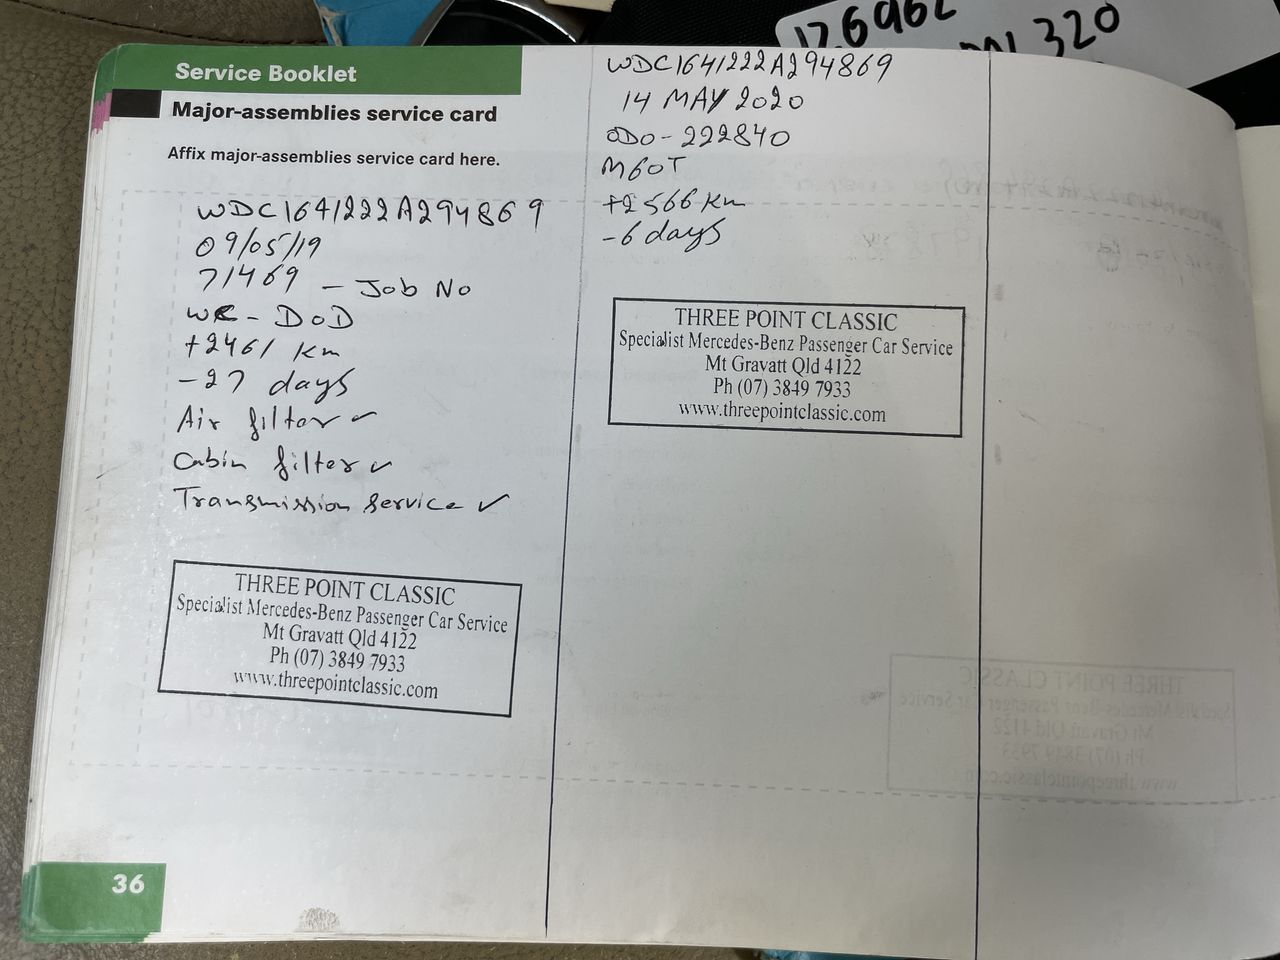 Service Booklet
Major-assemblies service card
Affix major-assemblies service card here.
WDC1641222A294869
09/05/19
71469 - Job No
- DOD
+2461 km
-27 days
Air filter ✓
Cabin filter ✓
Transmission service ✓
THREE POINT CLASSIC
Specialist Mercedes-Benz Passenger Car Service
Mt Gravatt Qld 4122
Ph (07) 3849 7933
www.threepointclassic.com
36
WDC1641222A294869
14 MAY 2020
ODO - 222840
M60T
+2566 km
-6 days
THREE POINT CLASSIC
Specialist Mercedes-Benz Passenger Car Service
Mt Gravatt Qld 4122
Ph (07) 3849 7933
www.threepointclassic.com
320